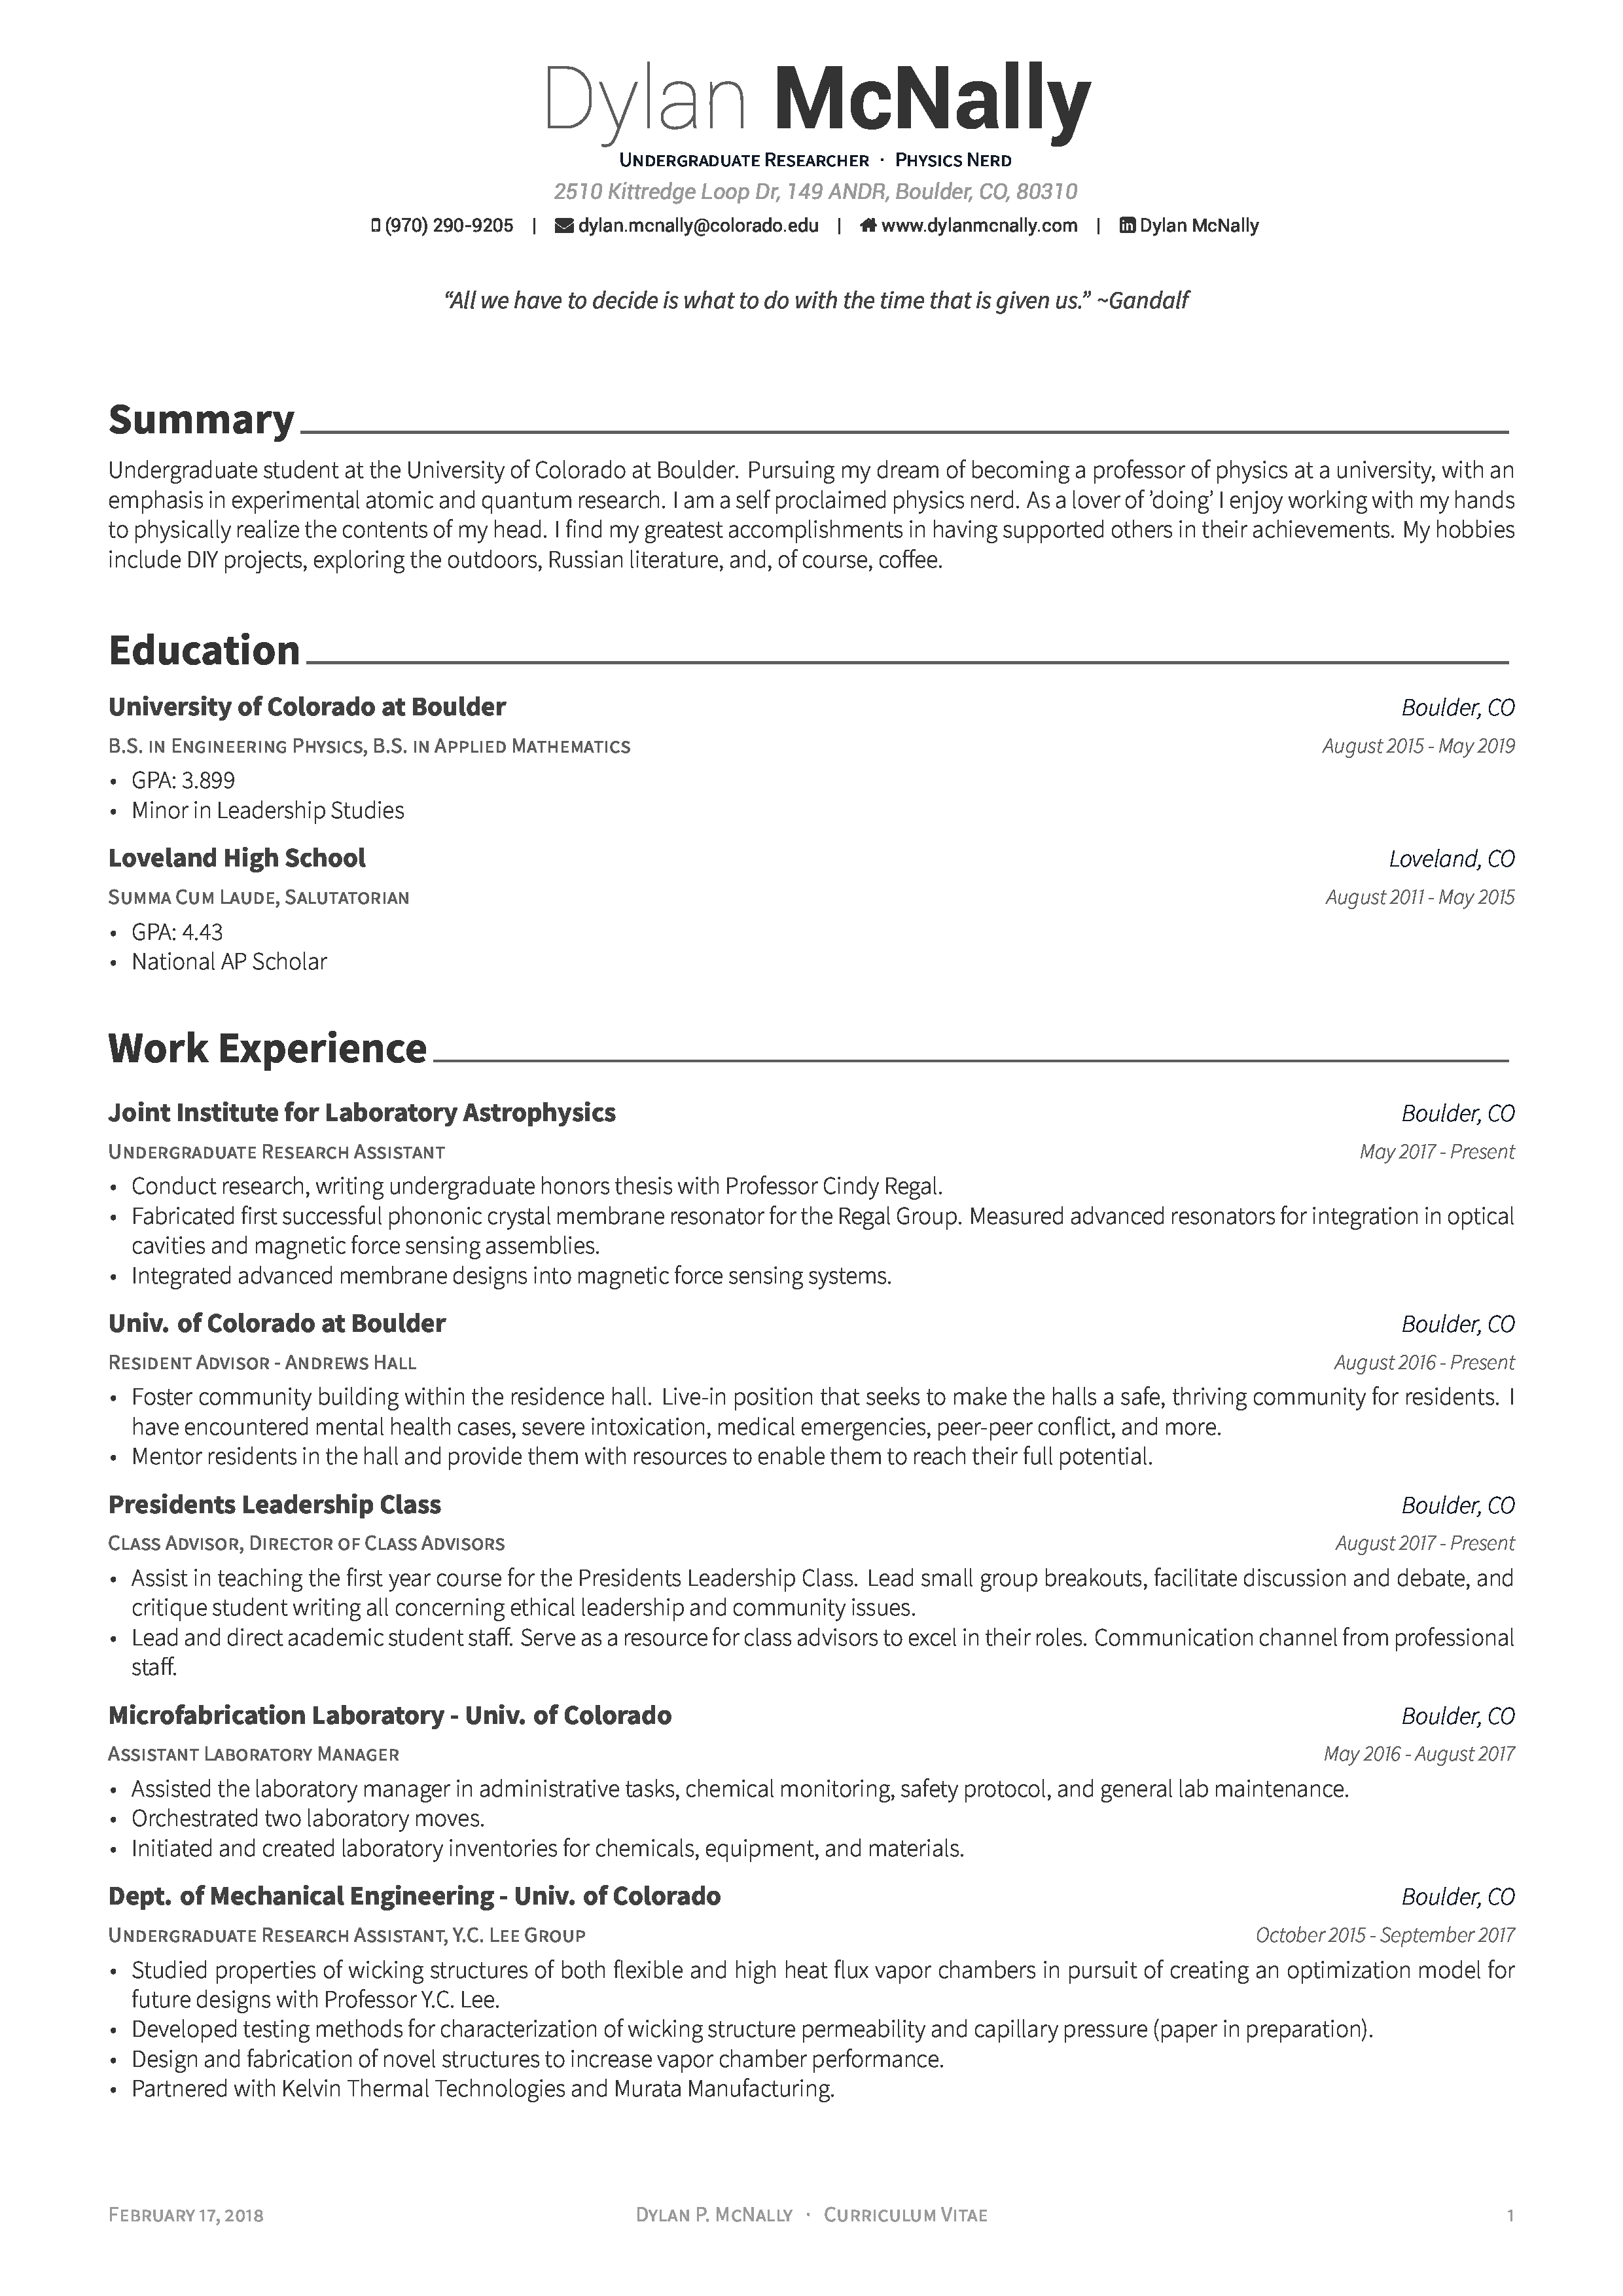 Dylan McNally
Undergraduate Researcher · Physics Nerd
2510 Kittredge Loop Dr, 149 ANDR, Boulder, CO, 80310
(970) 290-9205 | dylan.mcnally@colorado.edu | www.dylanmcnally.com | Dylan McNally
“All we have to decide is what to do with the time that is given us.” ~Gandalf
Summary
Undergraduate student at the University of Colorado at Boulder. Pursuing my dream of becoming a professor of physics at a university, with an
emphasis in experimental atomic and quantum research. I am a self proclaimed physics nerd. As a lover of ’doing’ I enjoy working with my hands
to physically realize the contents of my head. I find my greatest accomplishments in having supported others in their achievements. My hobbies
include DIY projects, exploring the outdoors, Russian literature, and, of course, coffee.
Education
University of Colorado at Boulder Boulder, CO
B.S. in Engineering Physics, B.S. in Applied Mathematics August 2015 - May 2019
• GPA: 3.899
• Minor in Leadership Studies
Loveland High School Loveland, CO
Summa Cum Laude, Salutatorian August 2011 - May 2015
• GPA: 4.43
• National AP Scholar
Work Experience
Joint Institute for Laboratory Astrophysics Boulder, CO
Undergraduate Research Assistant May 2017 - Present
• Conduct research, writing undergraduate honors thesis with Professor Cindy Regal.
• Fabricated first successful phononic crystal membrane resonator for the Regal Group. Measured advanced resonators for integration in optical
cavities and magnetic force sensing assemblies.
• Integrated advanced membrane designs into magnetic force sensing systems.
Univ. of Colorado at Boulder Boulder, CO
Resident Advisor - Andrews Hall August 2016 - Present
• Foster community building within the residence hall. Live-in position that seeks to make the halls a safe, thriving community for residents. I
have encountered mental health cases, severe intoxication, medical emergencies, peer-peer conflict, and more.
• Mentor residents in the hall and provide them with resources to enable them to reach their full potential.
Presidents Leadership Class Boulder, CO
Class Advisor, Director of Class Advisors August 2017 - Present
• Assist in teaching the first year course for the Presidents Leadership Class. Lead small group breakouts, facilitate discussion and debate, and
critique student writing all concerning ethical leadership and community issues.
• Lead and direct academic student staff. Serve as a resource for class advisors to excel in their roles. Communication channel from professional
staff.
Microfabrication Laboratory - Univ. of Colorado Boulder, CO
Assistant Laboratory Manager May 2016 - August 2017
• Assisted the laboratory manager in administrative tasks, chemical monitoring, safety protocol, and general lab maintenance.
• Orchestrated two laboratory moves.
• Initiated and created laboratory inventories for chemicals, equipment, and materials.
Dept. of Mechanical Engineering - Univ. of Colorado Boulder, CO
Undergraduate Research Assistant, Y.C. Lee Group October 2015 - September 2017
• Studied properties of wicking structures of both flexible and high heat flux vapor chambers in pursuit of creating an optimization model for
future designs with Professor Y.C. Lee.
• Developed testing methods for characterization of wicking structure permeability and capillary pressure (paper in preparation).
• Design and fabrication of novel structures to increase vapor chamber performance.
• Partnered with Kelvin Thermal Technologies and Murata Manufacturing.
February 17, 2018 Dylan P. McNally · Curriculum Vitae 1